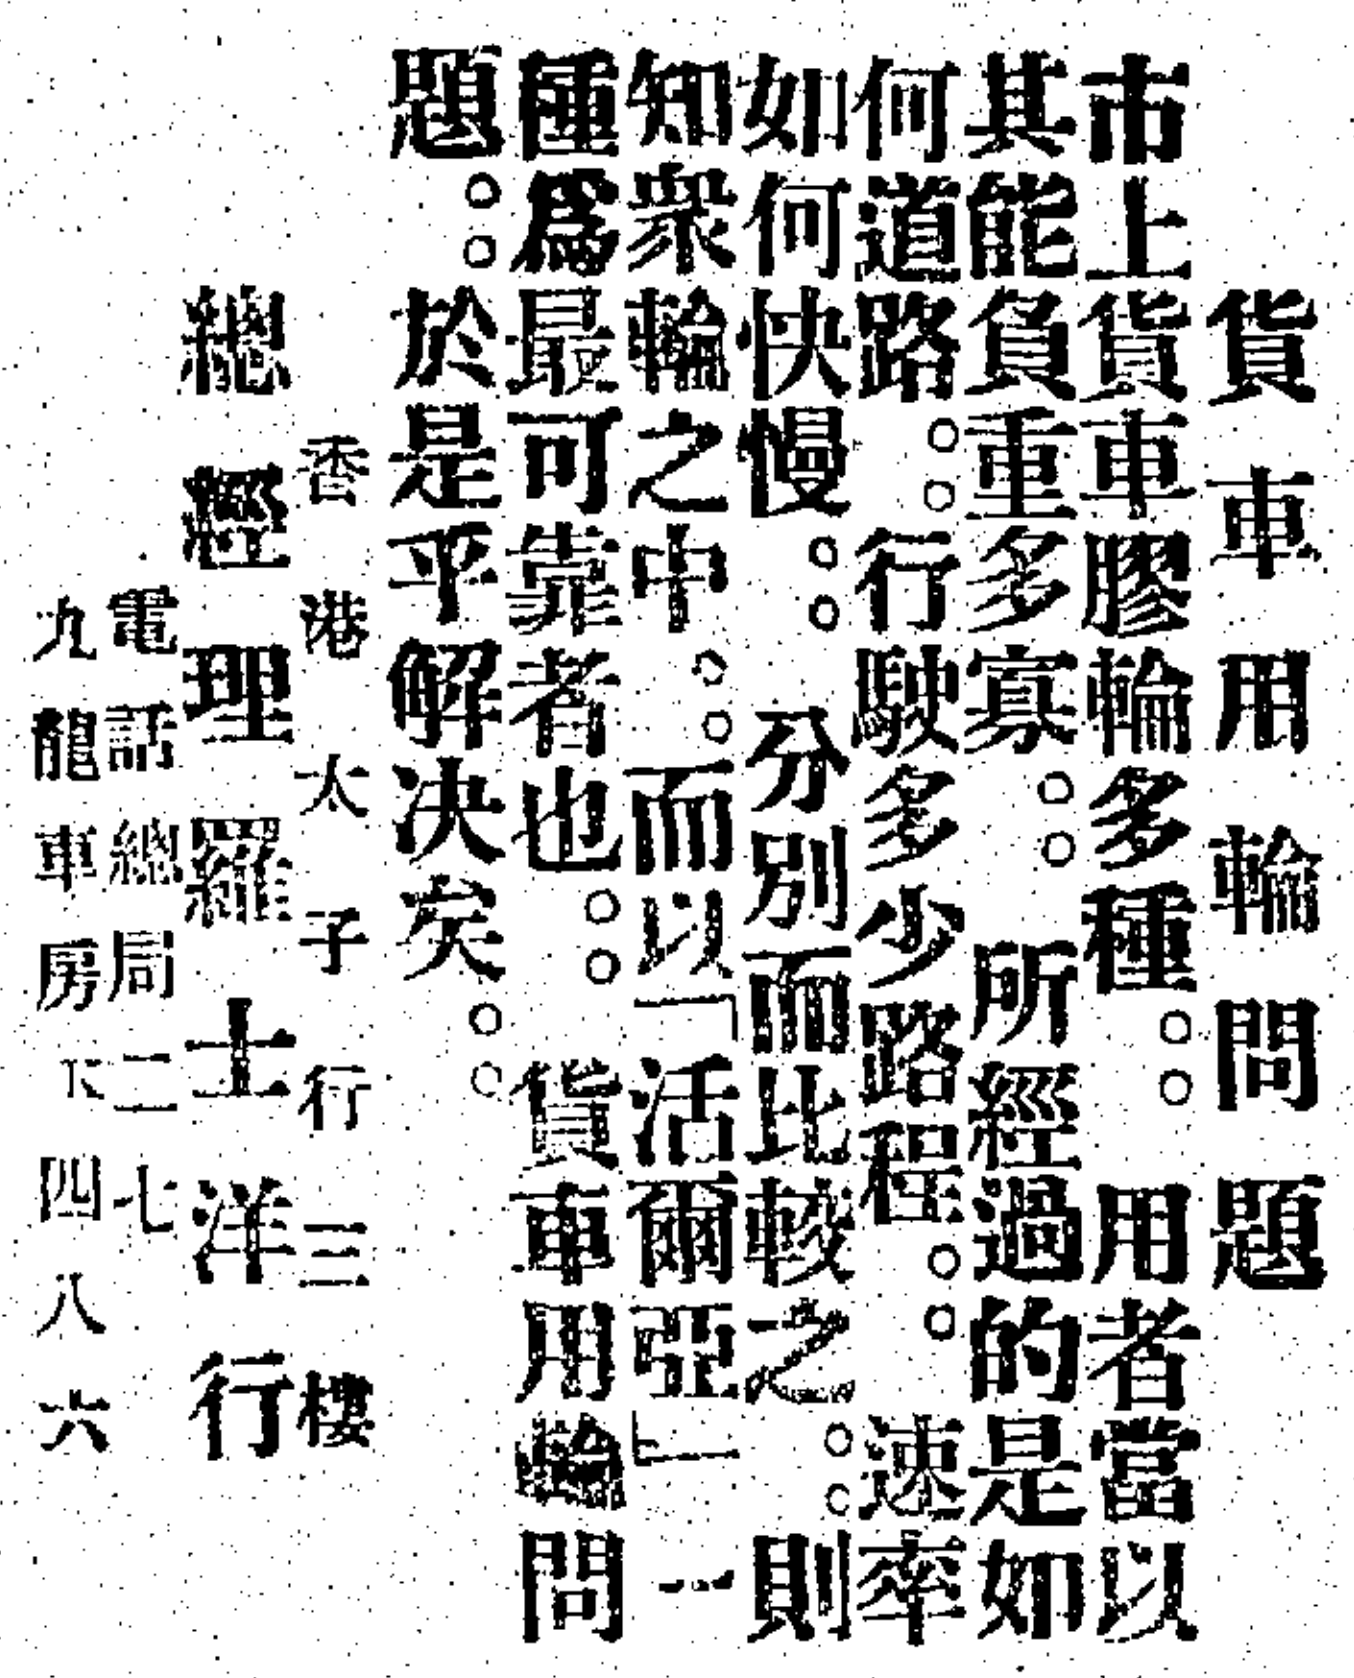 貨車用輪問題
市上貨車膠輪多種。。用者當以
其能負重多寡。。所經過的是如
何道路。。行駛多少路程。。速率
如何快慢。。分別而比較之。。則
知衆輪之中。。而以「活爾亞」一
種爲最可靠者也。。貨車用輪問
題。。於是乎解決矣。。
香港太子行三樓
總經理羅士洋行
電話總局二一七
九龍車房五四八六